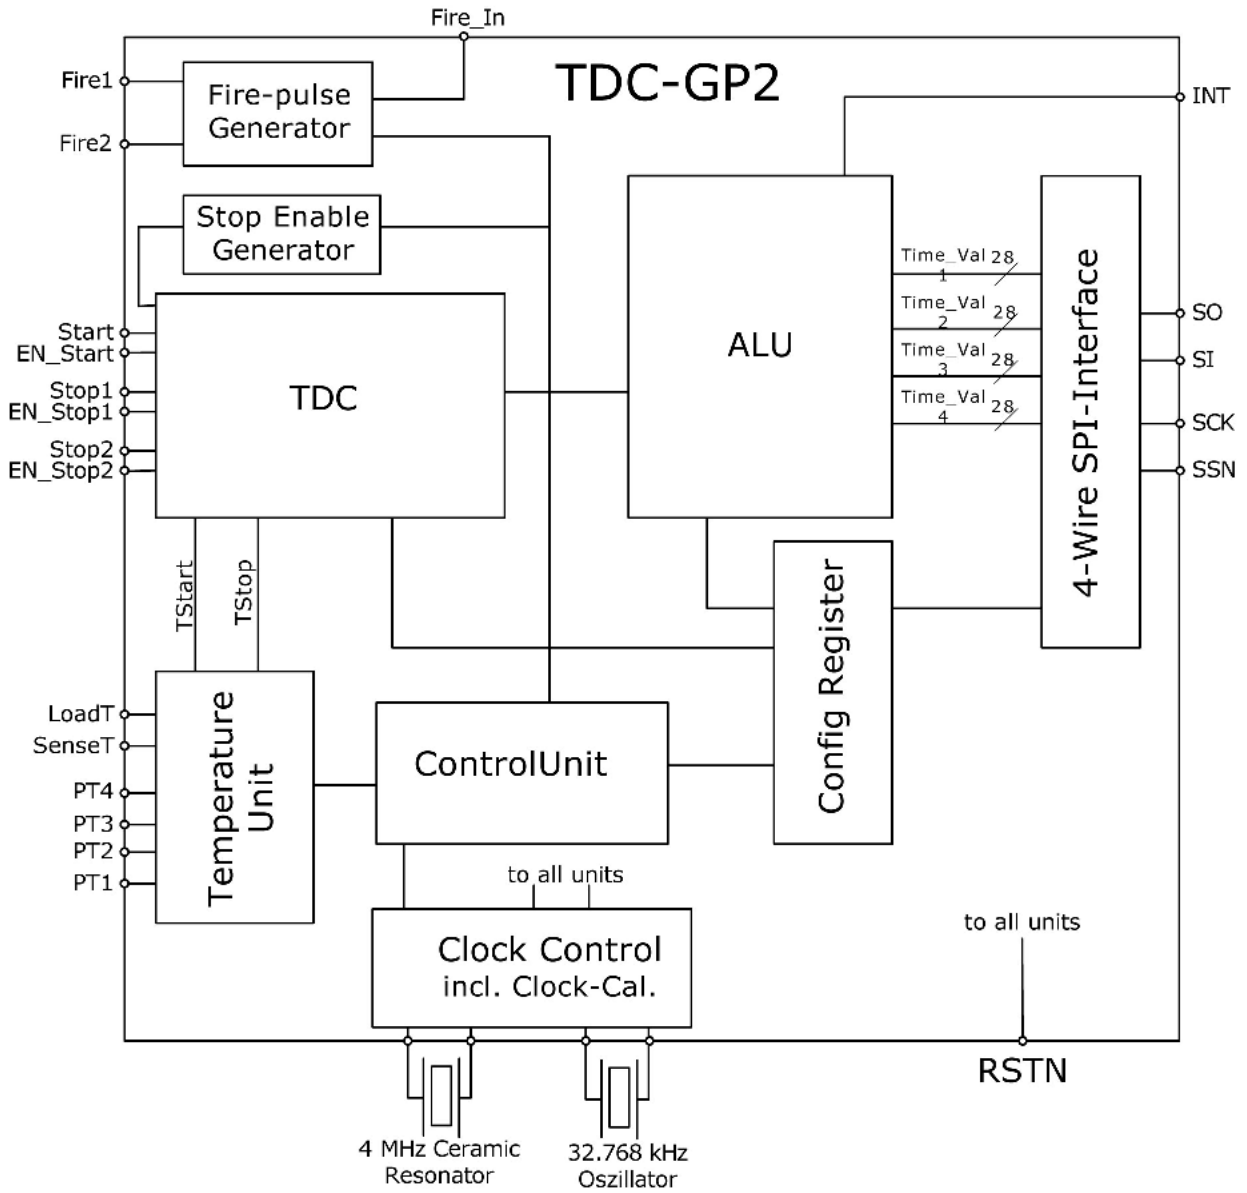 Fire_In
TDC-GP2
Fire1
Fire2
Fire-pulse
Generator
INT
Stop Enable
Generator
Start
EN_Start
Stop1
EN_Stop1
Stop2
EN_Stop2
TDC
ALU
Time_Val 28
1
Time_Val 28
2
Time_Val 28
3
Time_Val 28
4
4-Wire SPI-Interface
SO
SI
SCK
SSN
TStart
TStop
Config Register
LoadT
SenseT
PT4
PT3
PT2
PT1
Temperature
Unit
ControlUnit
to all units
Clock Control
incl. Clock-Cal.
to all units
RSTN
4 MHz Ceramic
Resonator
32.768 kHz
Oszillator